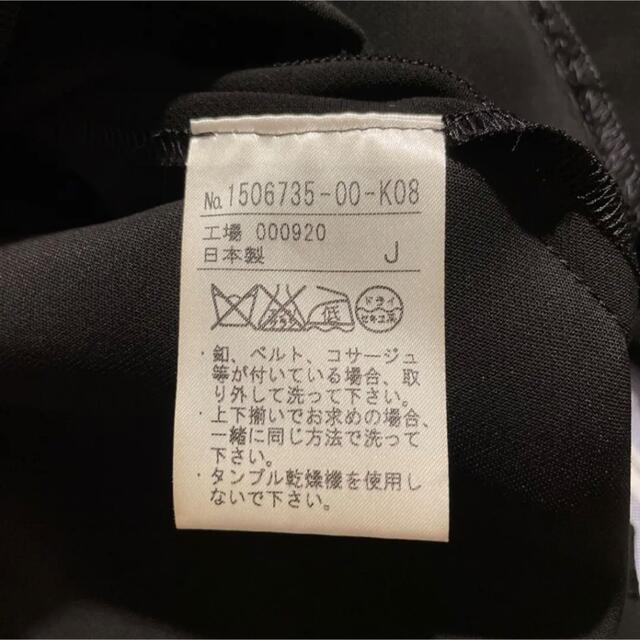 No.1506735-00-K08
工場 000920
日本製 J
低 ドライ
セキユ系
・釦、ベルト、コサージュ
等が付いている場合、取
り外して洗って下さい。
・上下揃いでお求めの場合、
一緒に同じ方法で洗って
下さい。
・タンブル乾燥機を使用し
ないで下さい。